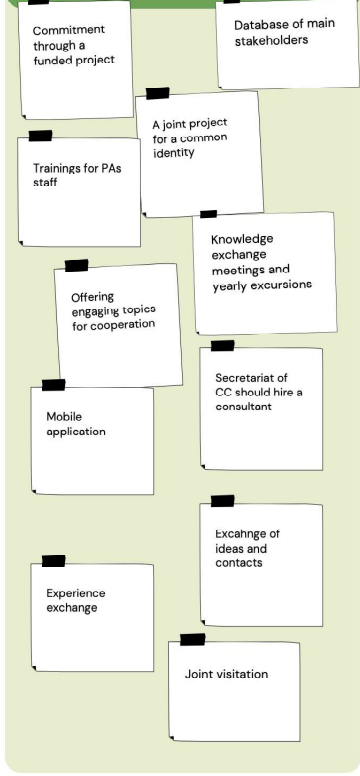 Commitment
through a
funded project
Database of main
stakeholders
A joint project
for a common
identity
Trainings for PAs
staff
Knowledge
exchange
meetings and
yearly excursions
Offering
engaging topics
for cooperation
Secretariat of
CC should hire a
consultant
Mobile
application
Excahnge of
ideas and
contacts
Experience
exchange
Joint visitation